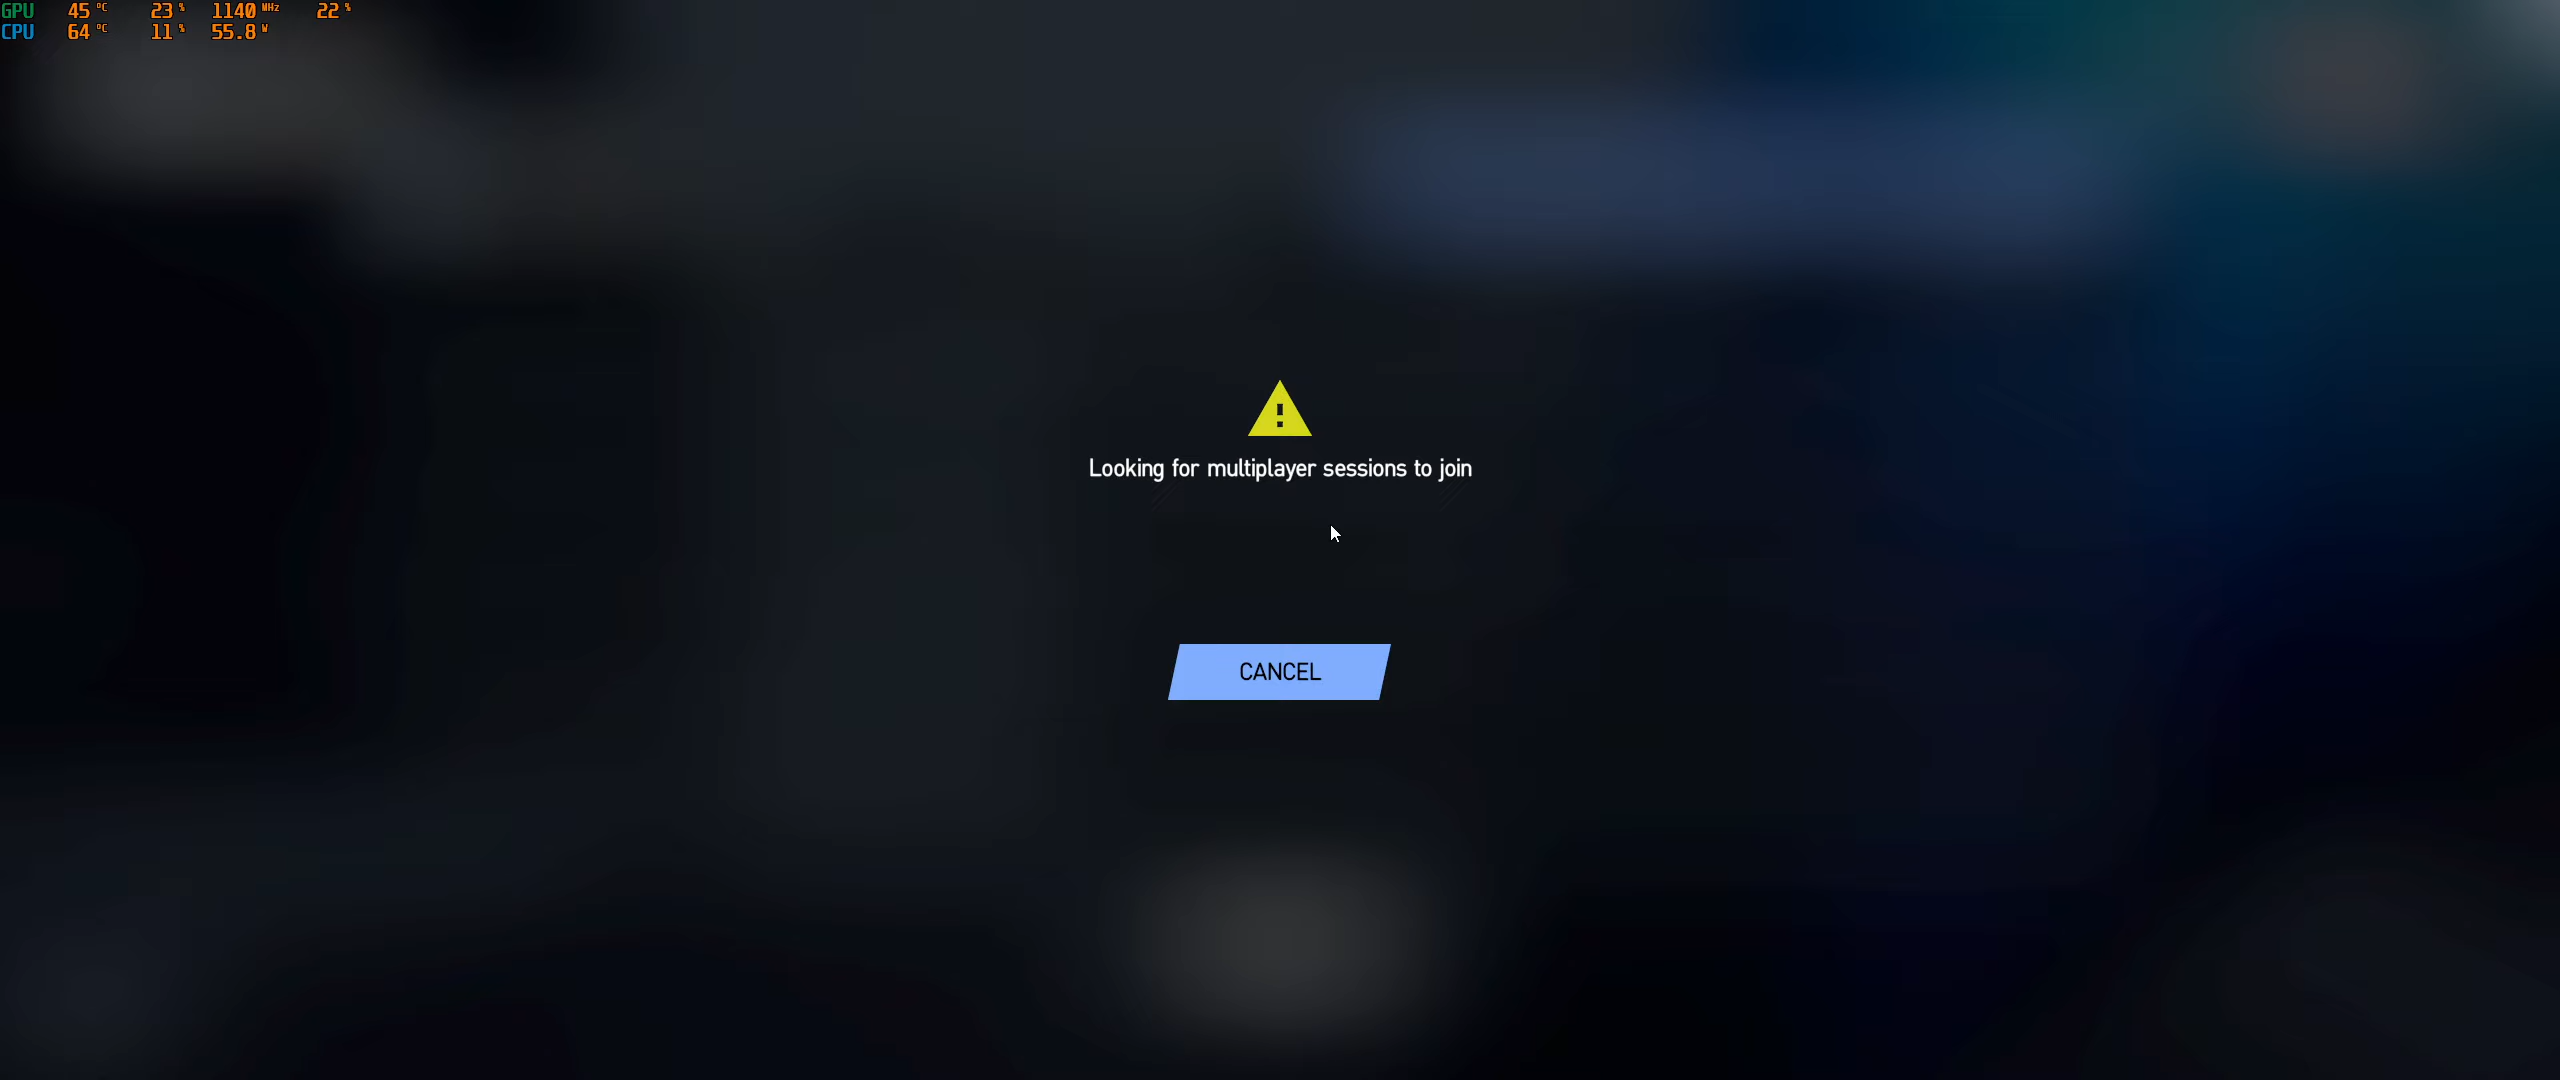 GPU 45 °C 23 % 1140 MHz 22 %
CPU 64 °C 11 % 55.8 W
Looking for multiplayer sessions to join
CANCEL